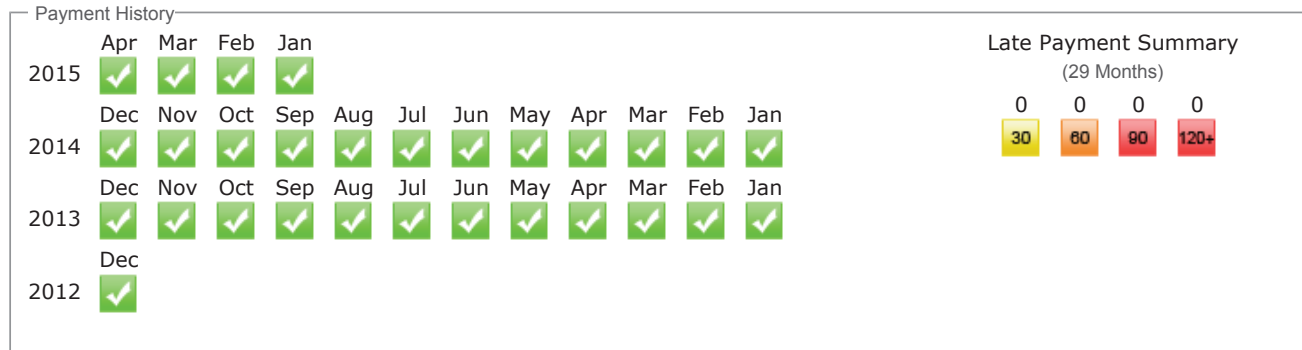 Payment History
Apr Mar Feb Jan
2015
Dec Nov Oct Sep Aug Jul Jun May Apr Mar Feb Jan
2014
Dec Nov Oct Sep Aug Jul Jun May Apr Mar Feb Jan
2013
Dec
2012
Late Payment Summary
(29 Months)
0 0 0 0
30 60 90 120+